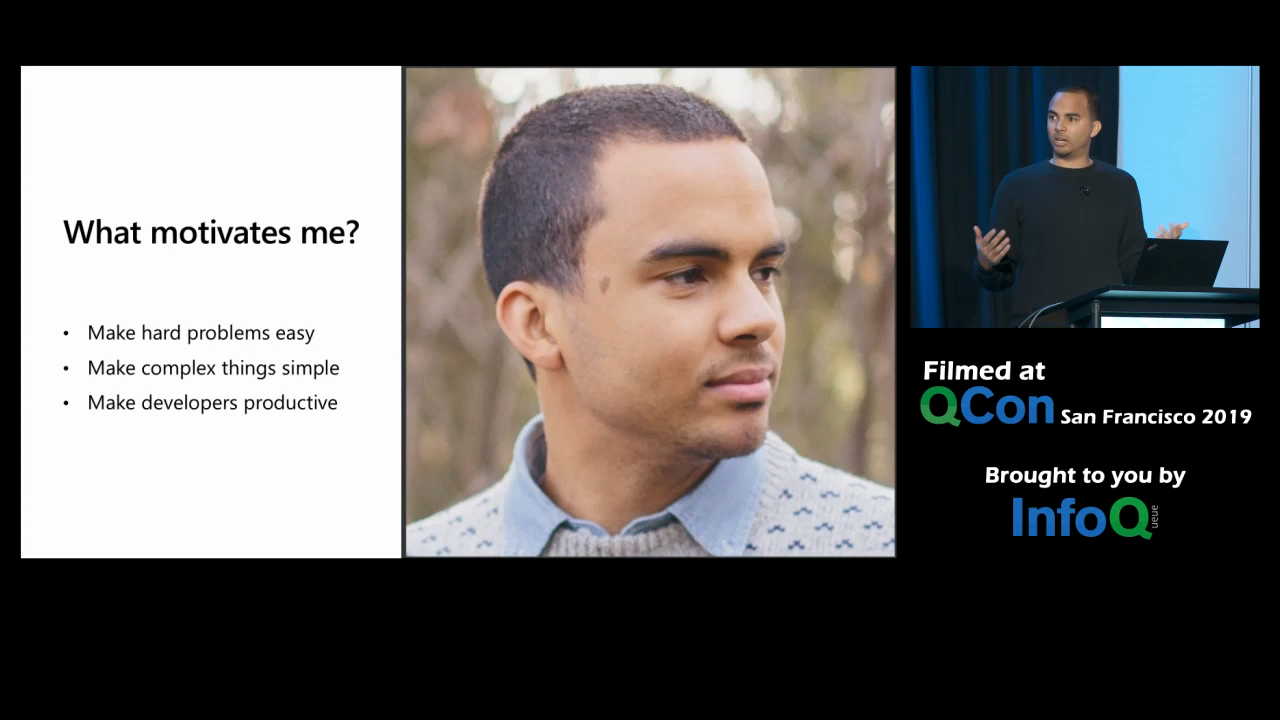 What motivates me?
• Make hard problems easy
• Make complex things simple
• Make developers productive
Filmed at
QCon San Francisco 2019
Brought to you by
InfoQ
ueue